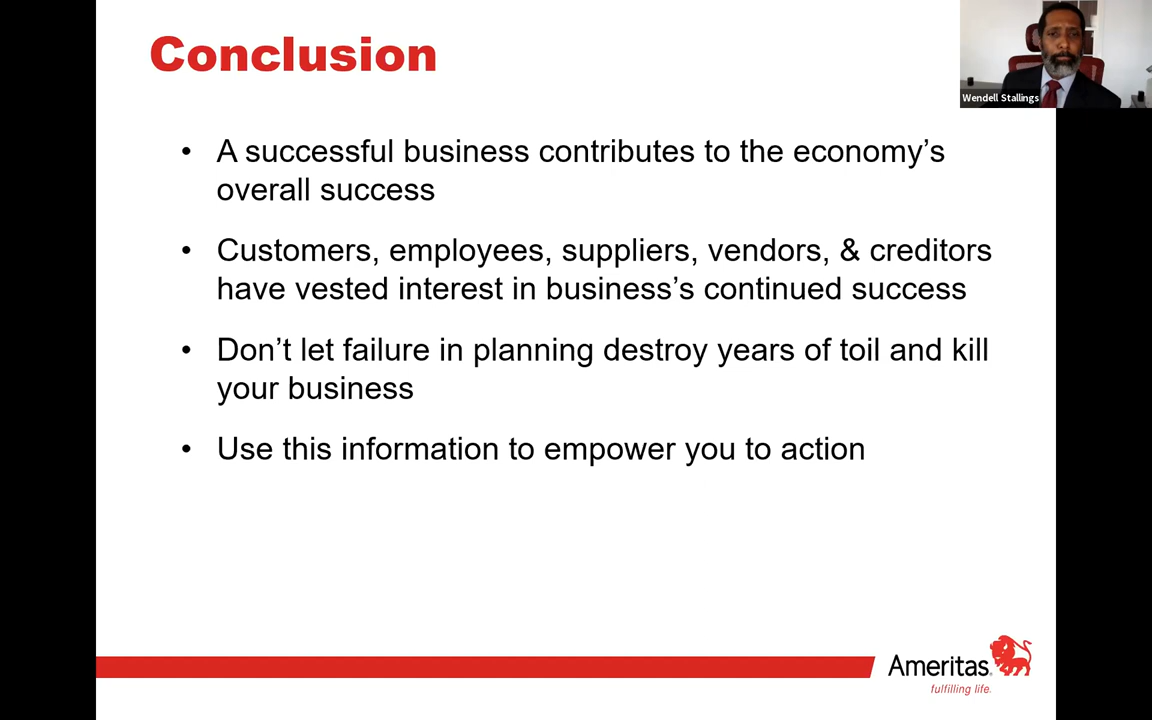 Conclusion
Wendell Stallings
• A successful business contributes to the economy’s
overall success
• Customers, employees, suppliers, vendors, & creditors
have vested interest in business’s continued success
• Don’t let failure in planning destroy years of toil and kill
your business
• Use this information to empower you to action
Ameritas
fulfilling life.